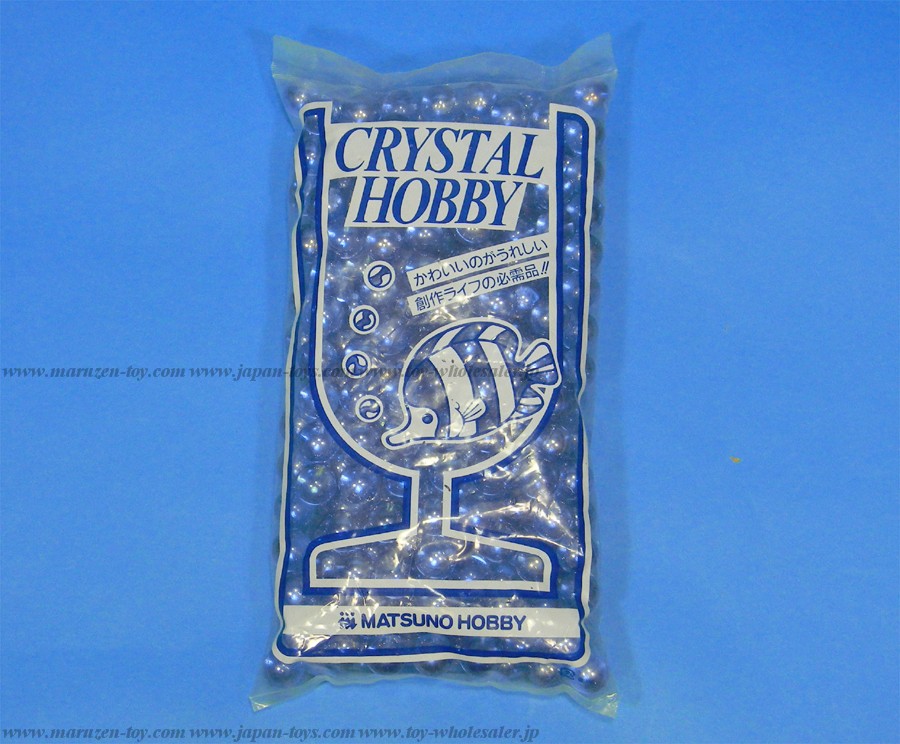 CRYSTAL
HOBBY
かわいいのがうれしい
創作ライフの必需品!!
www.maruzen-toy.com www.japan-toys.com www.toy-wholesaler.jp
MATSUNO HOBBY
www.maruzen-toy.com www.japan-toys.com www.toy-wholesaler.jp